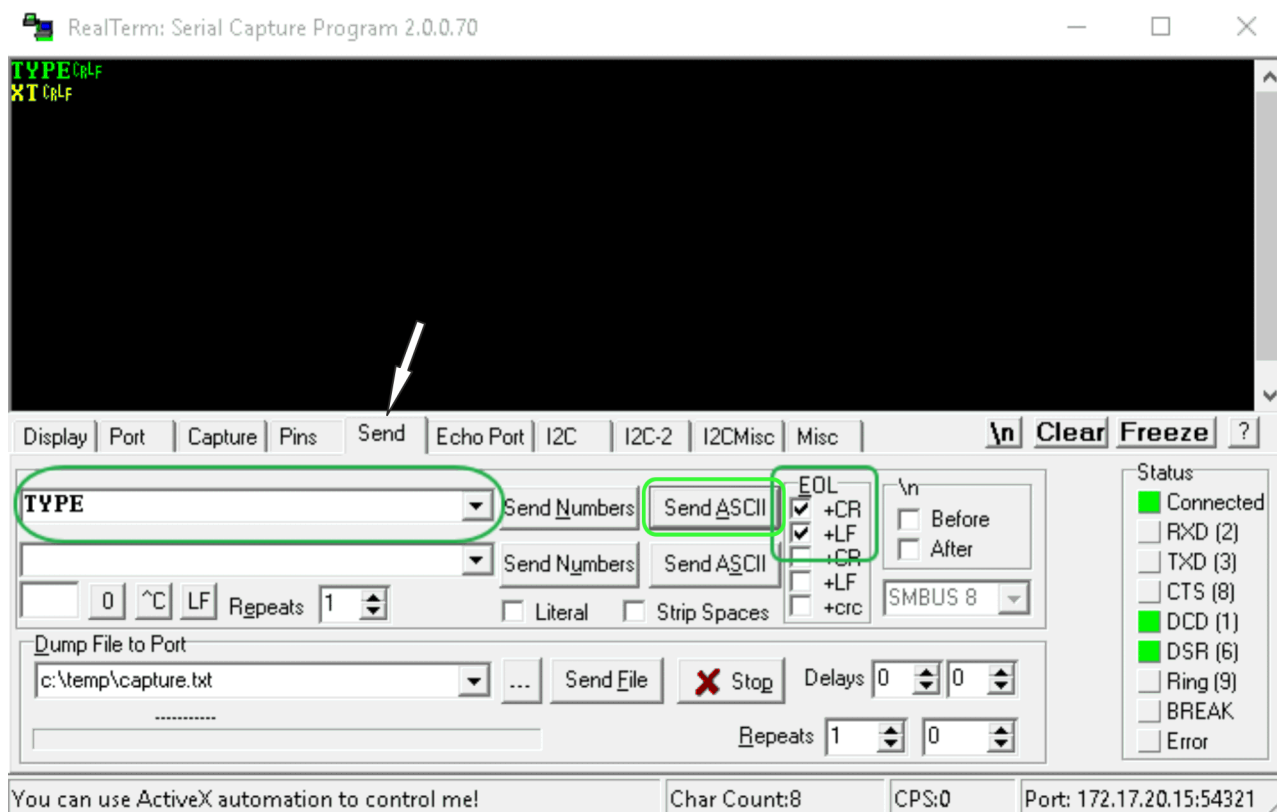 RealTerm: Serial Capture Program 2.0.0.70
TYPECRLF
XTCRLF
Display Port Capture Pins Send Echo Port I2C I2C-2 I2CMisc Misc \n Clear Freeze ?
TYPE Send Numbers Send ASCII
Send Numbers Send ASCII
0 ^C LF Repeats 1 Literal Strip Spaces
EOL
+CR
+LF
+CR
+LF
+crc
\n
Before
After
SMBUS 8
Dump File to Port
c:\temp\capture.txt ... Send File Stop Delays 0 0
-----------
Repeats 1 0
Status
Connected
RXD (2)
TXD (3)
CTS (8)
DCD (1)
DSR (6)
Ring (9)
BREAK
Error
You can use ActiveX automation to control me! Char Count:8 CPS:0 Port: 172.17.20.15:54321